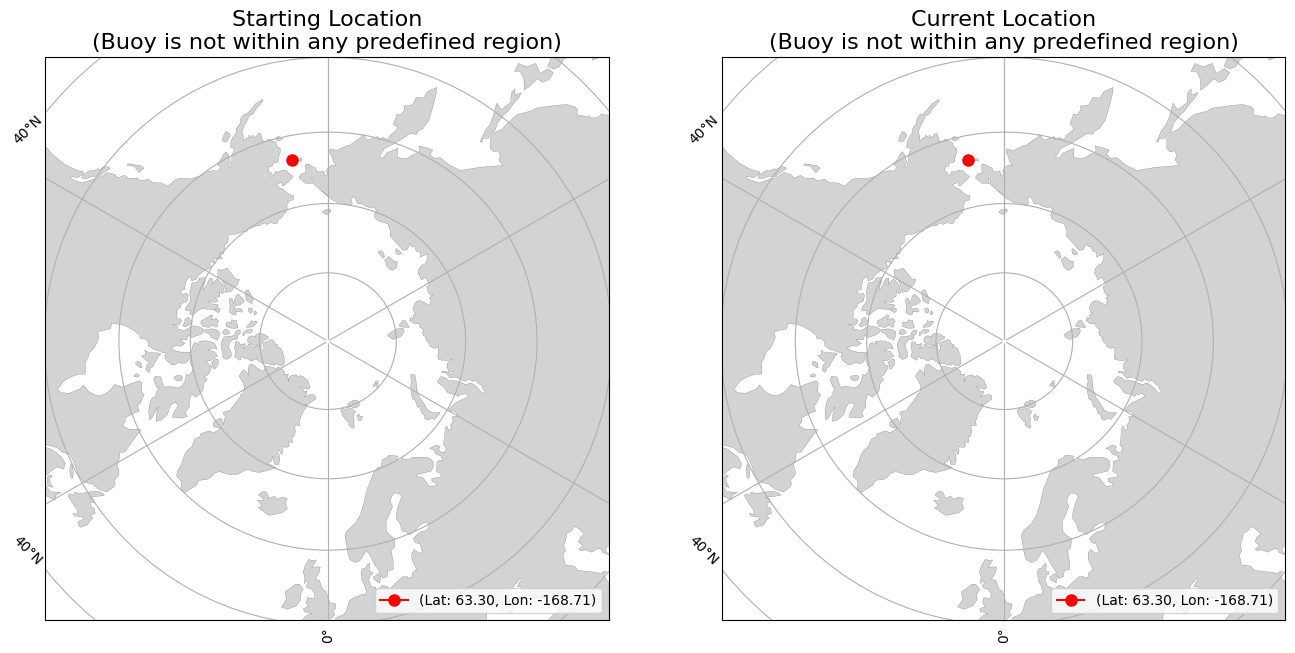 Starting Location
(Buoy is not within any predefined region)
Current Location
(Buoy is not within any predefined region)
40°N
40°N
0°
(Lat: 63.30, Lon: -168.71)
40°N
40°N
0°
(Lat: 63.30, Lon: -168.71)